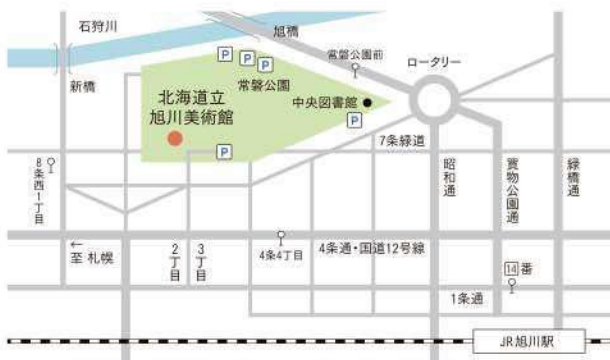 石狩川
旭橋
新橋
P
P
P
常磐公園
常磐公園前
ロータリー
北海道立
旭川美術館
中央図書館
P
P
7条緑道
8条西1丁目
昭和通
買物公園通
緑橋通
←
至 札幌
2丁目
3丁目
4条4丁目
4条通・国道12号線
14番
1条通
JR旭川駅